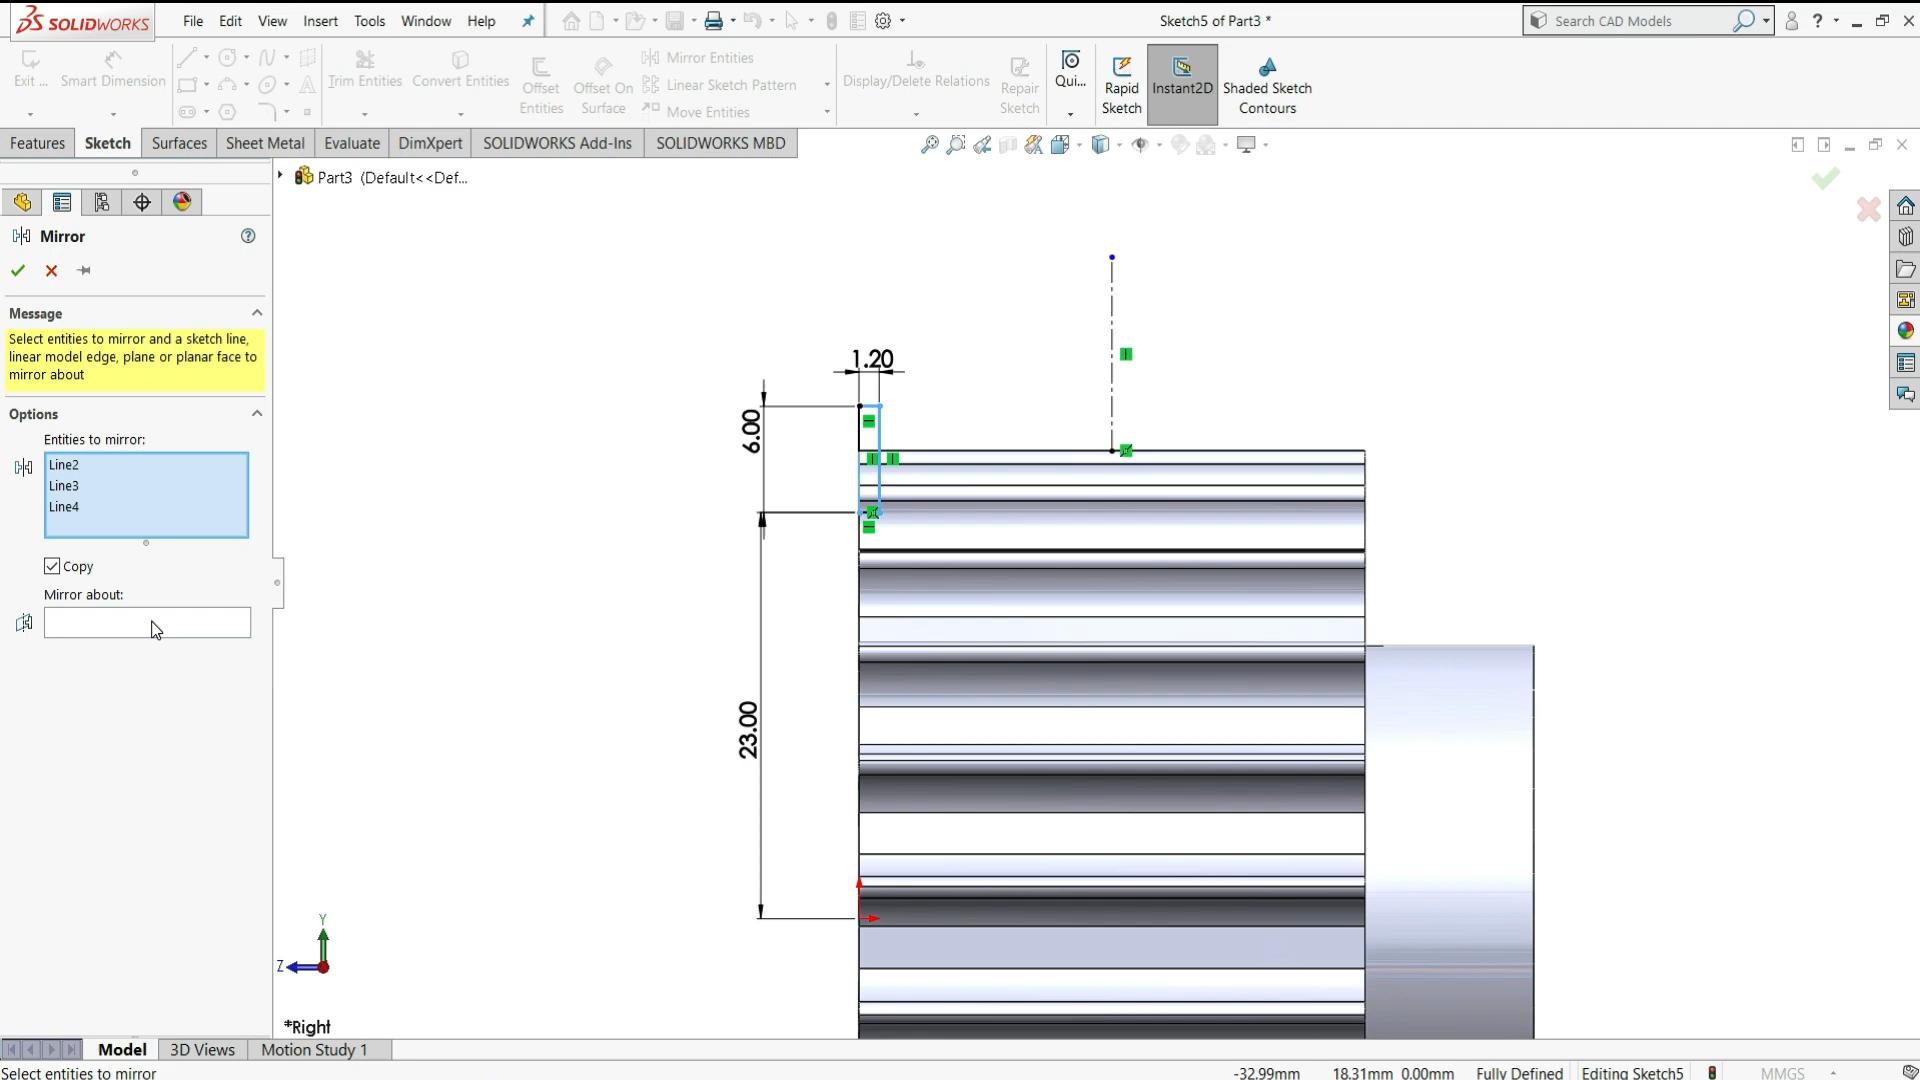 SOLIDWORKS
File
Edit
View
Insert
Tools
Window
Help
Sketch5 of Part3 *
Search CAD Models
?
Exit ...
Smart Dimension
Trim Entities
Convert Entities
Offset
Entities
Offset On
Surface
Mirror Entities
Linear Sketch Pattern
Move Entities
Display/Delete Relations
Repair
Sketch
Qui...
Rapid
Sketch
Instant2D
Shaded Sketch
Contours
Features
Sketch
Surfaces
Sheet Metal
Evaluate
DimXpert
SOLIDWORKS Add-Ins
SOLIDWORKS MBD
Part3 (Default<<Def...
Mirror
?
Message
Select entities to mirror and a sketch line,
linear model edge, plane or planar face to
mirror about
Options
Entities to mirror:
Line2
Line3
Line4
Copy
Mirror about:
1.20
6.00
23.00
Y
Z
*Right
Model
3D Views
Motion Study 1
Select entities to mirror
-32.99mm
18.31mm
0.00mm
Fully Defined
Editing Sketch5
MMGS